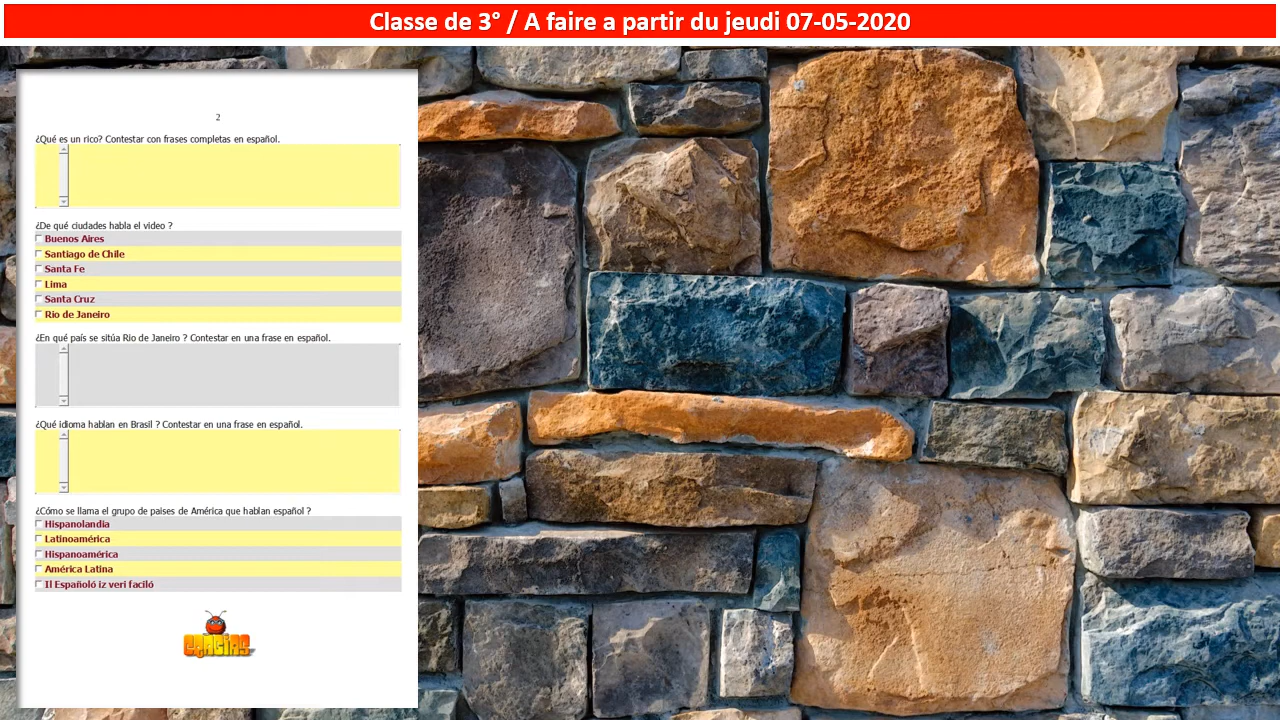 Classe de 3° / A faire a partir du jeudi 07-05-2020
2
¿Qué es un rico? Contestar con frases completas en español.
¿De qué ciudades habla el video ?
Buenos Aires
Santiago de Chile
Santa Fe
Lima
Santa Cruz
Rio de Janeiro
¿En qué país se sitúa Rio de Janeiro ? Contestar en una frase en español.
¿Qué idioma hablan en Brasil ? Contestar en una frase en español.
¿Cómo se llama el grupo de paises de América que hablan español ?
Hispanolandia
Latinoamérica
Hispanoamérica
América Latina
Il Españoló iz veri faciló
GRACIAS